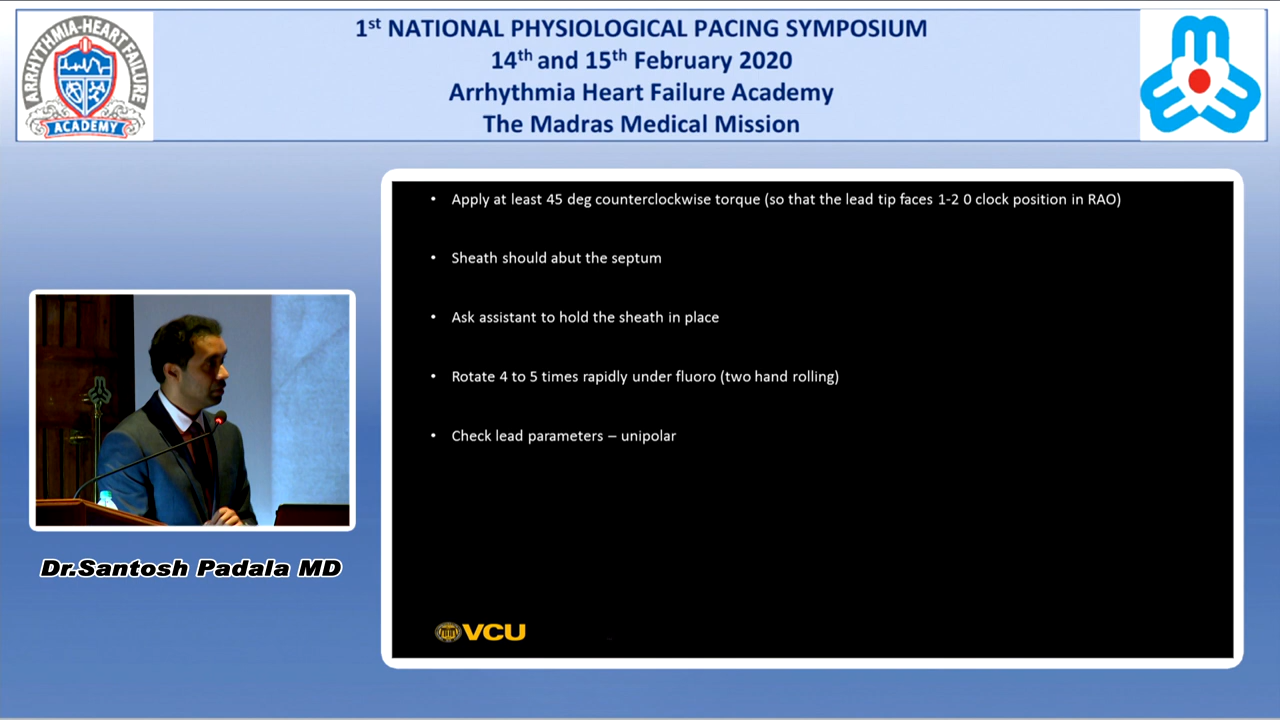 1st NATIONAL PHYSIOLOGICAL PACING SYMPOSIUM
14th and 15th February 2020
Arrhythmia Heart Failure Academy
The Madras Medical Mission
ARRHYTHMIA-HEART FAILURE
ACADEMY
• Apply at least 45 deg counterclockwise torque (so that the lead tip faces 1-2 0 clock position in RAO)
• Sheath should abut the septum
• Ask assistant to hold the sheath in place
• Rotate 4 to 5 times rapidly under fluoro (two hand rolling)
• Check lead parameters – unipolar
VCU
Dr.Santosh Padala MD